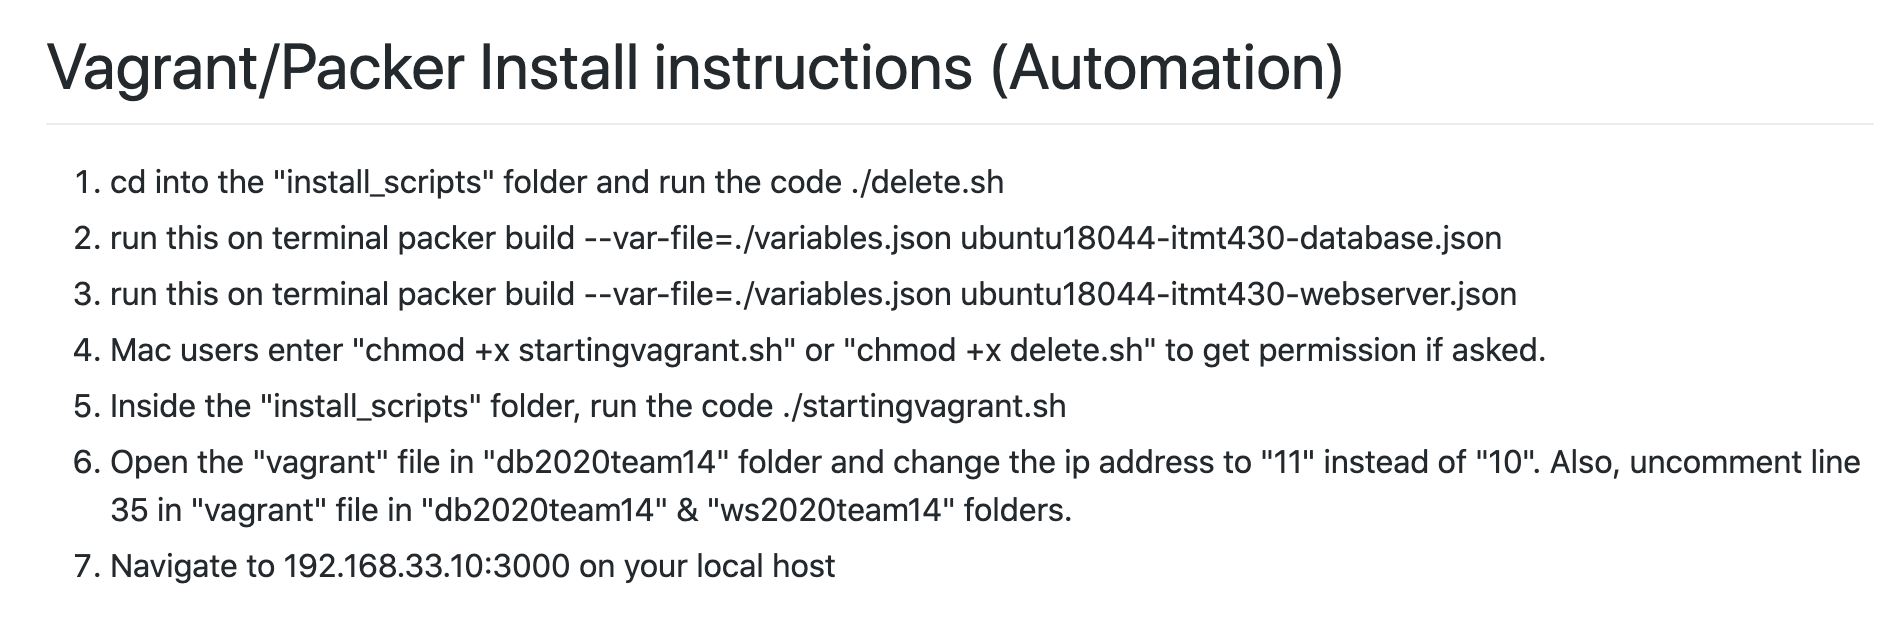 Vagrant/Packer Install instructions (Automation)
1. cd into the "install_scripts" folder and run the code ./delete.sh
2. run this on terminal packer build --var-file=./variables.json ubuntu18044-itmt430-database.json
3. run this on terminal packer build --var-file=./variables.json ubuntu18044-itmt430-webserver.json
4. Mac users enter "chmod +x startingvagrant.sh" or "chmod +x delete.sh" to get permission if asked.
5. Inside the "install_scripts" folder, run the code ./startingvagrant.sh
6. Open the "vagrant" file in "db2020team14" folder and change the ip address to "11" instead of "10". Also, uncomment line
35 in "vagrant" file in "db2020team14" & "ws2020team14" folders.
7. Navigate to 192.168.33.10:3000 on your local host